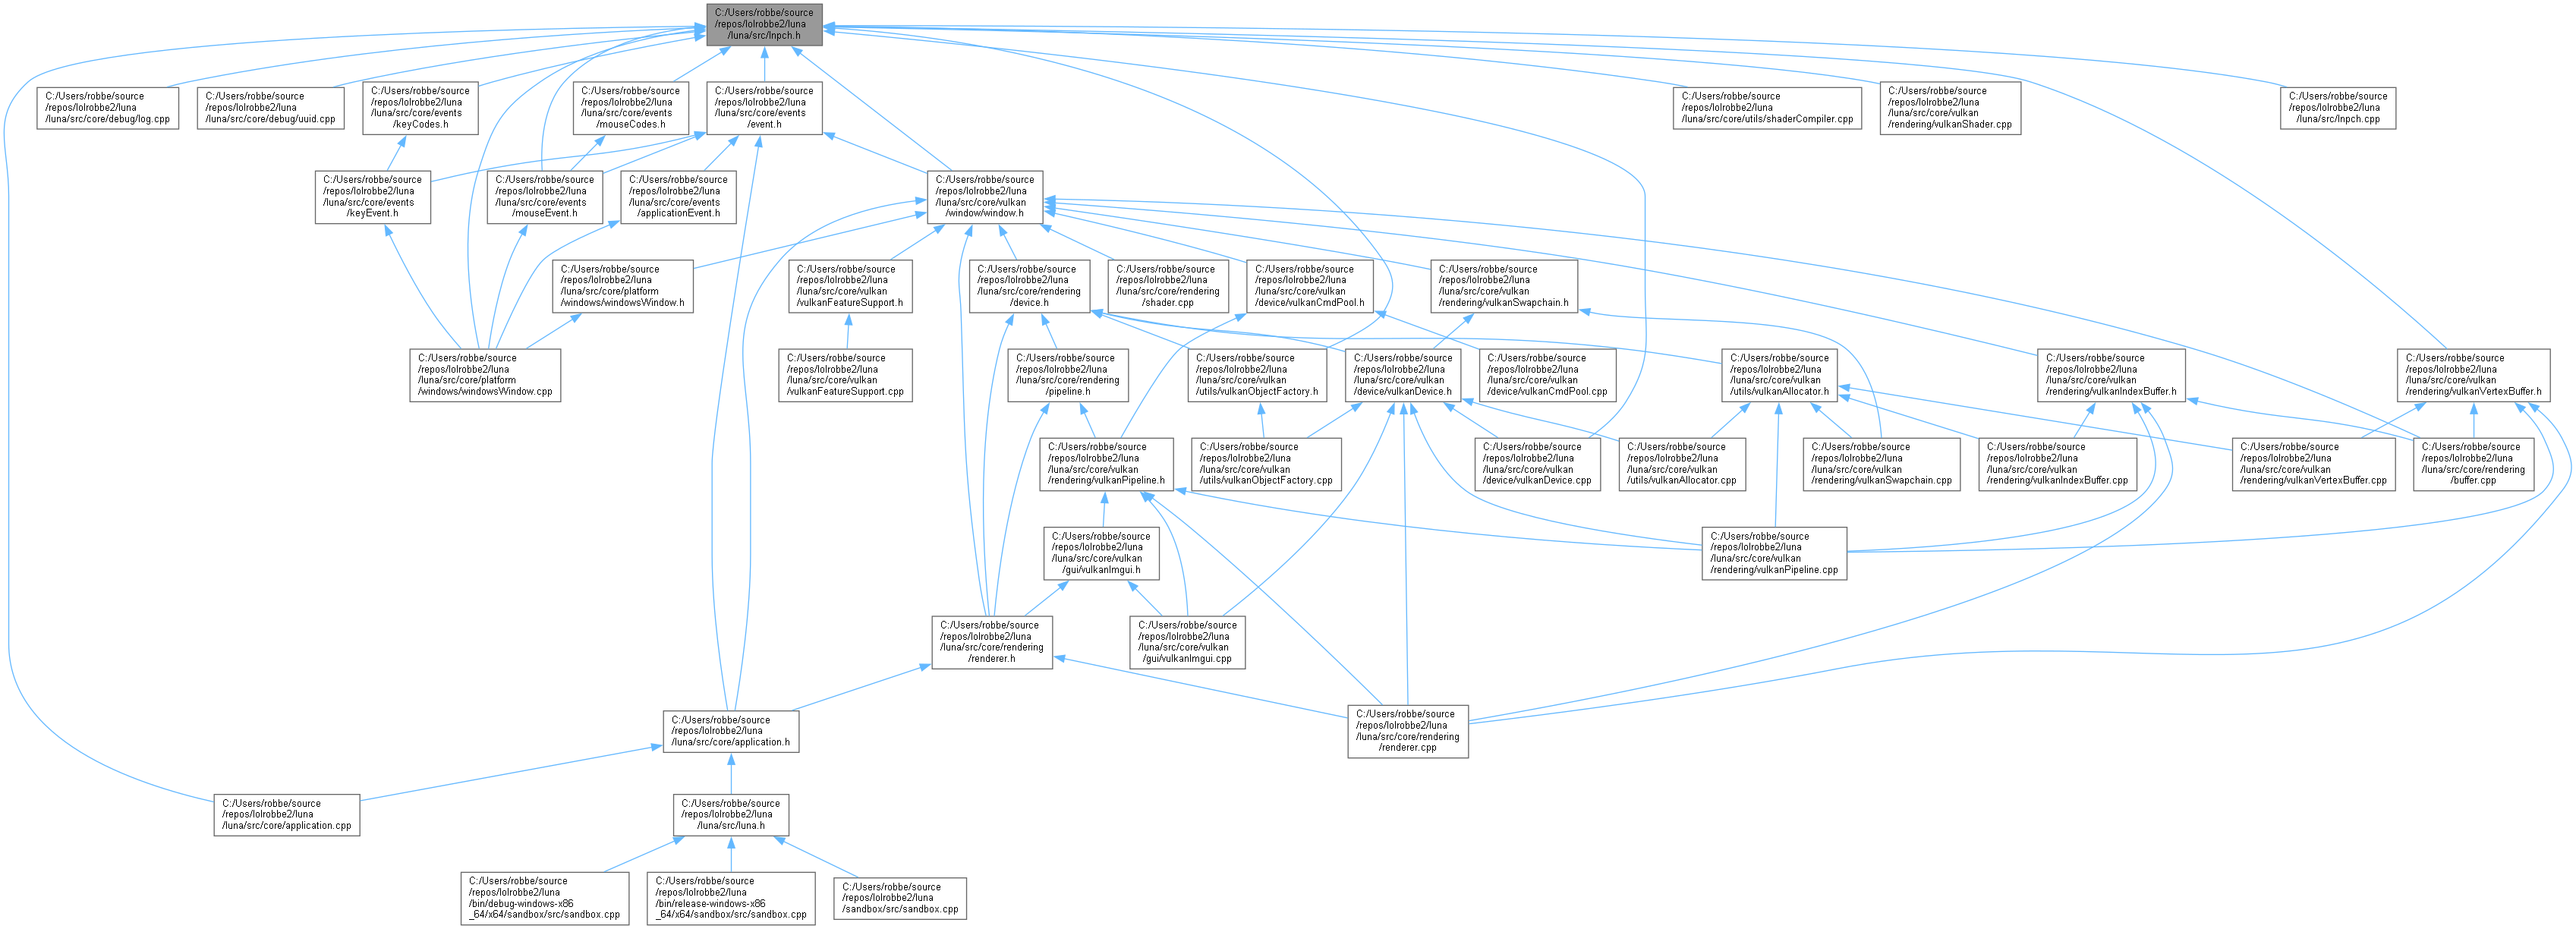 C:/Users/robbe/source
/repos/lolrobbe2/luna
/luna/src/lnpch.h
C:/Users/robbe/source
/repos/lolrobbe2/luna
/luna/src/core/debug/log.cpp
C:/Users/robbe/source
/repos/lolrobbe2/luna
/luna/src/core/debug/uuid.cpp
C:/Users/robbe/source
/repos/lolrobbe2/luna
/luna/src/core/events
/keyCodes.h
C:/Users/robbe/source
/repos/lolrobbe2/luna
/luna/src/core/events
/mouseCodes.h
C:/Users/robbe/source
/repos/lolrobbe2/luna
/luna/src/core/events
/event.h
C:/Users/robbe/source
/repos/lolrobbe2/luna
/luna/src/core/utils/shaderCompiler.cpp
C:/Users/robbe/source
/repos/lolrobbe2/luna
/luna/src/core/vulkan
/rendering/vulkanShader.cpp
C:/Users/robbe/source
/repos/lolrobbe2/luna
/luna/src/lnpch.cpp
C:/Users/robbe/source
/repos/lolrobbe2/luna
/luna/src/core/events
/keyEvent.h
C:/Users/robbe/source
/repos/lolrobbe2/luna
/luna/src/core/events
/mouseEvent.h
C:/Users/robbe/source
/repos/lolrobbe2/luna
/luna/src/core/events
/applicationEvent.h
C:/Users/robbe/source
/repos/lolrobbe2/luna
/luna/src/core/vulkan
/window/window.h
C:/Users/robbe/source
/repos/lolrobbe2/luna
/luna/src/core/platform
/windows/windowsWindow.h
C:/Users/robbe/source
/repos/lolrobbe2/luna
/luna/src/core/vulkan
/vulkanFeatureSupport.h
C:/Users/robbe/source
/repos/lolrobbe2/luna
/luna/src/core/rendering
/device.h
C:/Users/robbe/source
/repos/lolrobbe2/luna
/luna/src/core/rendering
/shader.cpp
C:/Users/robbe/source
/repos/lolrobbe2/luna
/luna/src/core/vulkan
/device/vulkanCmdPool.h
C:/Users/robbe/source
/repos/lolrobbe2/luna
/luna/src/core/vulkan
/rendering/vulkanSwapchain.h
C:/Users/robbe/source
/repos/lolrobbe2/luna
/luna/src/core/platform
/windows/windowsWindow.cpp
C:/Users/robbe/source
/repos/lolrobbe2/luna
/luna/src/core/vulkan
/vulkanFeatureSupport.cpp
C:/Users/robbe/source
/repos/lolrobbe2/luna
/luna/src/core/rendering
/pipeline.h
C:/Users/robbe/source
/repos/lolrobbe2/luna
/luna/src/core/vulkan
/utils/vulkanObjectFactory.h
C:/Users/robbe/source
/repos/lolrobbe2/luna
/luna/src/core/vulkan
/device/vulkanDevice.h
C:/Users/robbe/source
/repos/lolrobbe2/luna
/luna/src/core/vulkan
/device/vulkanCmdPool.cpp
C:/Users/robbe/source
/repos/lolrobbe2/luna
/luna/src/core/vulkan
/utils/vulkanAllocator.h
C:/Users/robbe/source
/repos/lolrobbe2/luna
/luna/src/core/vulkan
/rendering/vulkanIndexBuffer.h
C:/Users/robbe/source
/repos/lolrobbe2/luna
/luna/src/core/vulkan
/rendering/vulkanVertexBuffer.h
C:/Users/robbe/source
/repos/lolrobbe2/luna
/luna/src/core/vulkan
/rendering/vulkanPipeline.h
C:/Users/robbe/source
/repos/lolrobbe2/luna
/luna/src/core/vulkan
/utils/vulkanObjectFactory.cpp
C:/Users/robbe/source
/repos/lolrobbe2/luna
/luna/src/core/vulkan
/device/vulkanDevice.cpp
C:/Users/robbe/source
/repos/lolrobbe2/luna
/luna/src/core/vulkan
/utils/vulkanAllocator.cpp
C:/Users/robbe/source
/repos/lolrobbe2/luna
/luna/src/core/vulkan
/rendering/vulkanSwapchain.cpp
C:/Users/robbe/source
/repos/lolrobbe2/luna
/luna/src/core/vulkan
/rendering/vulkanIndexBuffer.cpp
C:/Users/robbe/source
/repos/lolrobbe2/luna
/luna/src/core/vulkan
/rendering/vulkanVertexBuffer.cpp
C:/Users/robbe/source
/repos/lolrobbe2/luna
/luna/src/core/rendering
/buffer.cpp
C:/Users/robbe/source
/repos/lolrobbe2/luna
/luna/src/core/vulkan
/gui/vulkanImgui.h
C:/Users/robbe/source
/repos/lolrobbe2/luna
/luna/src/core/vulkan
/rendering/vulkanPipeline.cpp
C:/Users/robbe/source
/repos/lolrobbe2/luna
/luna/src/core/rendering
/renderer.h
C:/Users/robbe/source
/repos/lolrobbe2/luna
/luna/src/core/vulkan
/gui/vulkanImgui.cpp
C:/Users/robbe/source
/repos/lolrobbe2/luna
/luna/src/core/application.h
C:/Users/robbe/source
/repos/lolrobbe2/luna
/luna/src/core/rendering
/renderer.cpp
C:/Users/robbe/source
/repos/lolrobbe2/luna
/luna/src/core/application.cpp
C:/Users/robbe/source
/repos/lolrobbe2/luna
/luna/src/luna.h
C:/Users/robbe/source
/repos/lolrobbe2/luna
/bin/debug-windows-x86
_64/x64/sandbox/src/sandbox.cpp
C:/Users/robbe/source
/repos/lolrobbe2/luna
/bin/release-windows-x86
_64/x64/sandbox/src/sandbox.cpp
C:/Users/robbe/source
/repos/lolrobbe2/luna
/sandbox/src/sandbox.cpp